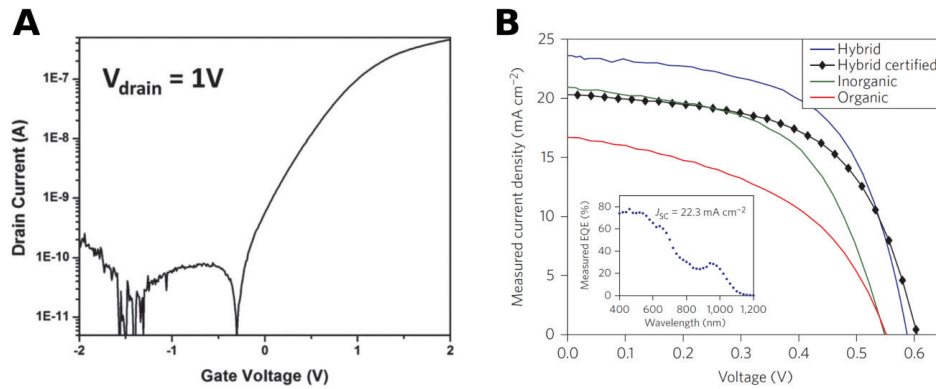 A
V_drain = 1V
Drain Current (A)
1E-7
1E-8
1E-9
1E-10
1E-11
-2
-1
0
1
2
Gate Voltage (V)
B
Measured current density (mA cm⁻²)
25
20
15
10
5
0
Hybrid
Hybrid certified
Inorganic
Organic
Measured EQE (%)
80
60
40
20
0
J_SC = 22.3 mA cm⁻²
400 600 800 1,000 1,200
Wavelength (nm)
0.0 0.1 0.2 0.3 0.4 0.5 0.6
Voltage (V)